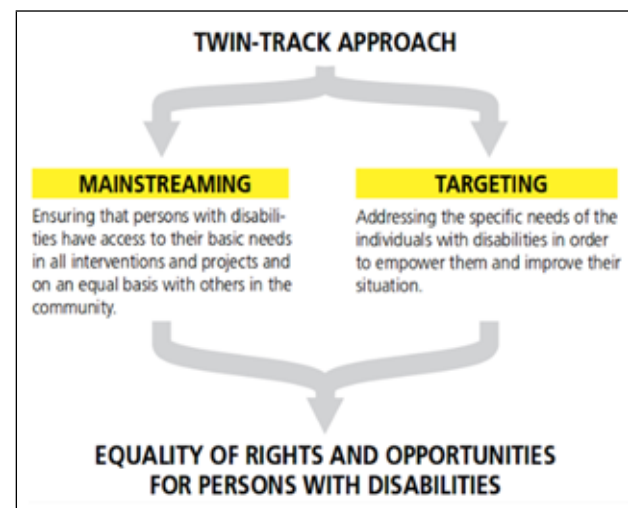 TWIN-TRACK APPROACH
MAINSTREAMING
Ensuring that persons with disabili-
ties have access to their basic needs
in all interventions and projects and
on an equal basis with others in the
community.
TARGETING
Addressing the specific needs of the
individuals with disabilities in order
to empower them and improve their
situation.
EQUALITY OF RIGHTS AND OPPORTUNITIES
FOR PERSONS WITH DISABILITIES